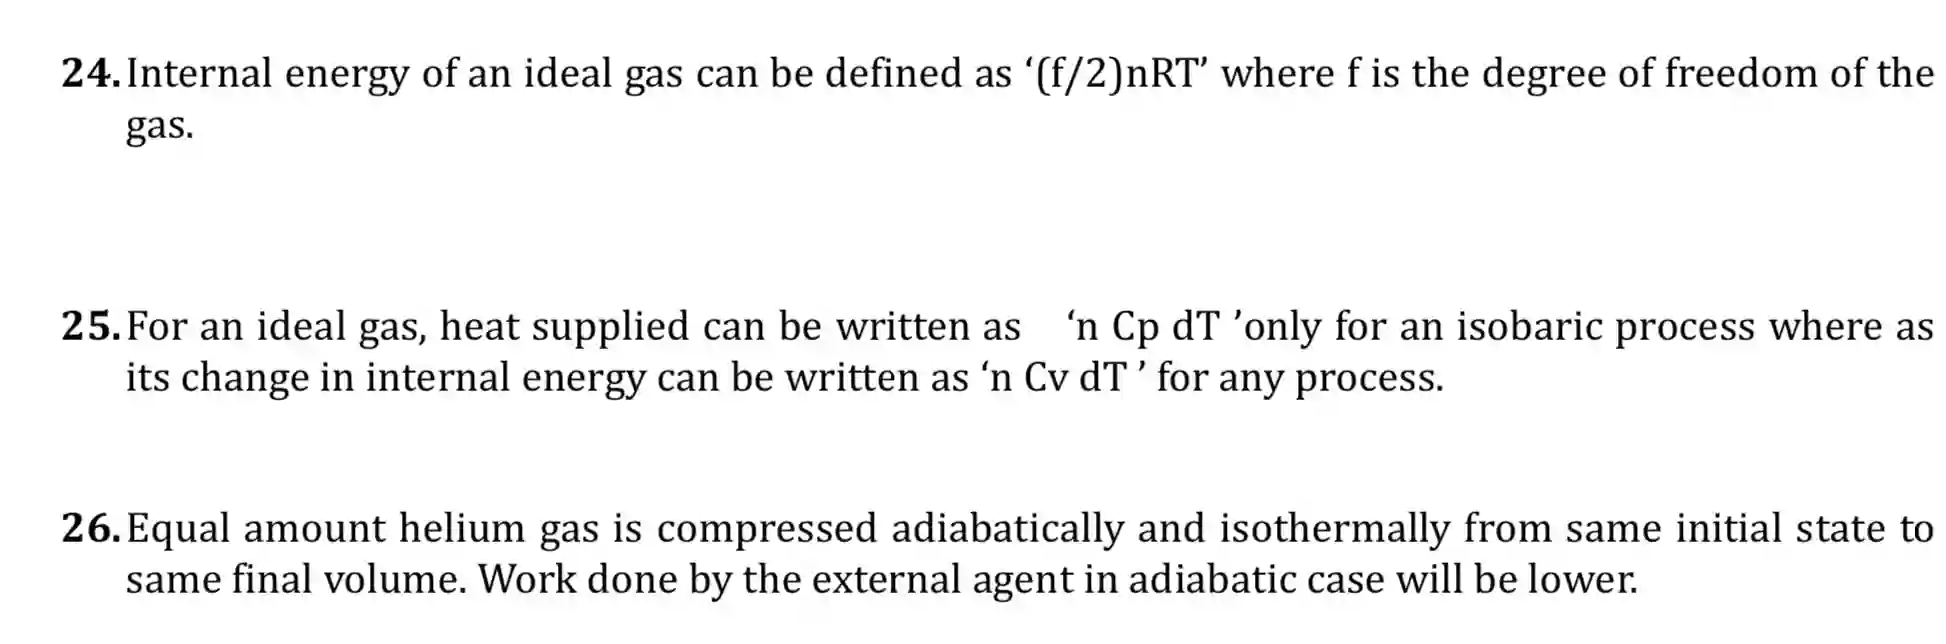 24. Internal energy of an ideal gas can be defined as ‘(f/2)nRT’ where f is the degree of freedom of the
gas.
25. For an ideal gas, heat supplied can be written as ‘n Cp dT ’only for an isobaric process where as
its change in internal energy can be written as ‘n Cv dT ’ for any process.
26. Equal amount helium gas is compressed adiabatically and isothermally from same initial state to
same final volume. Work done by the external agent in adiabatic case will be lower.